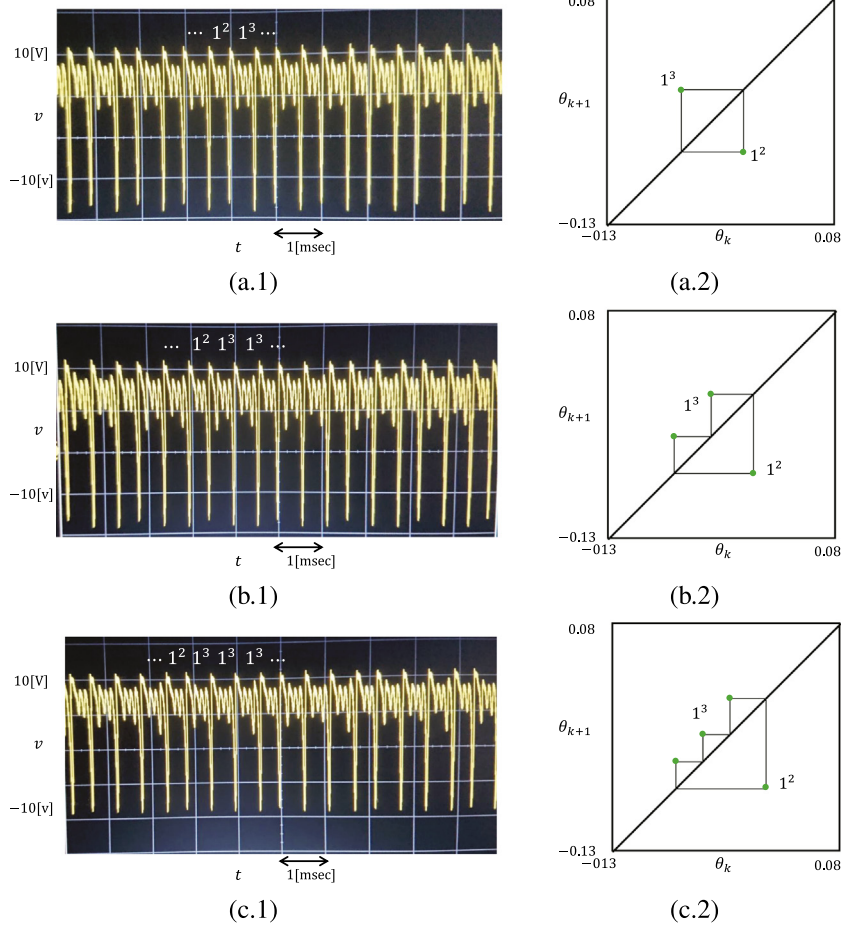 10[V]
v
−10[v]
⋯ 1² 1³ ⋯
t
1[msec]
(a.1)
0.08
θₖ₊₁
1³
1²
−0.13
−013
θₖ
0.08
(a.2)
10[V]
v
−10[v]
⋯ 1² 1³ 1³ ⋯
t
1[msec]
(b.1)
0.08
θₖ₊₁
1³
1²
−0.13
−013
θₖ
0.08
(b.2)
10[V]
v
−10[v]
⋯ 1² 1³ 1³ 1³ ⋯
t
1[msec]
(c.1)
0.08
θₖ₊₁
1³
1²
−0.13
−013
θₖ
0.08
(c.2)